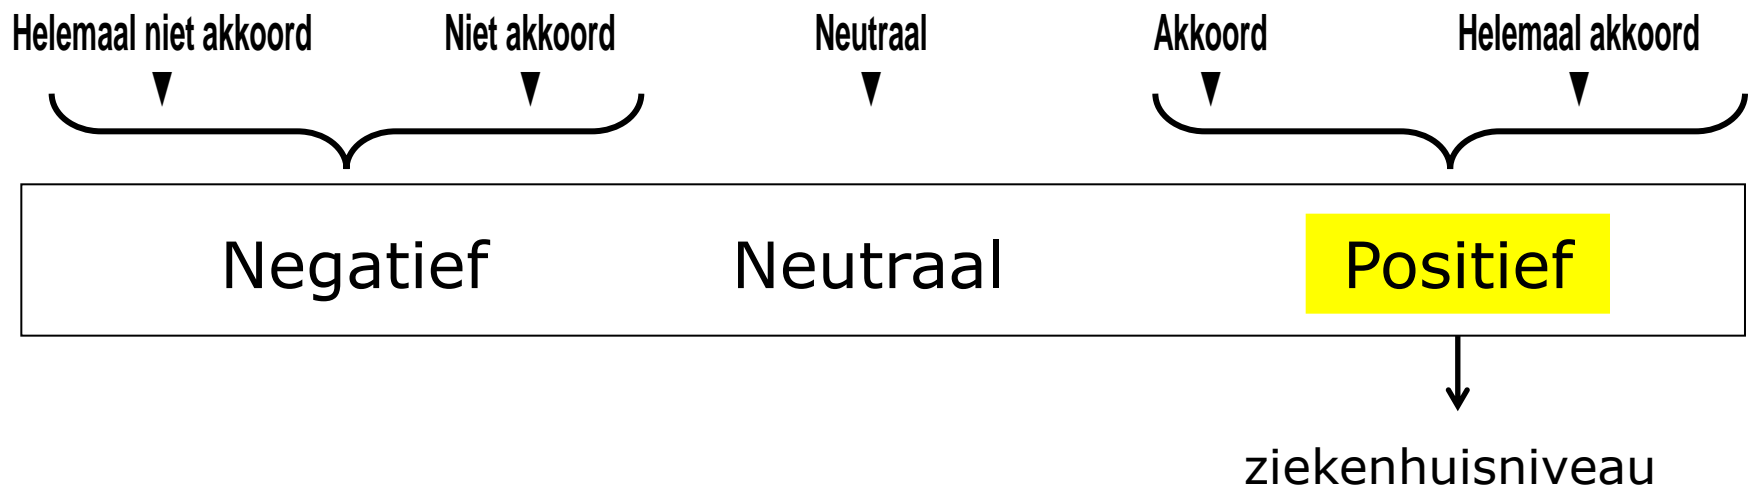 Helemaal niet akkoord Niet akkoord Neutraal Akkoord Helemaal akkoord
Negatief Neutraal Positief
ziekenhuisniveau